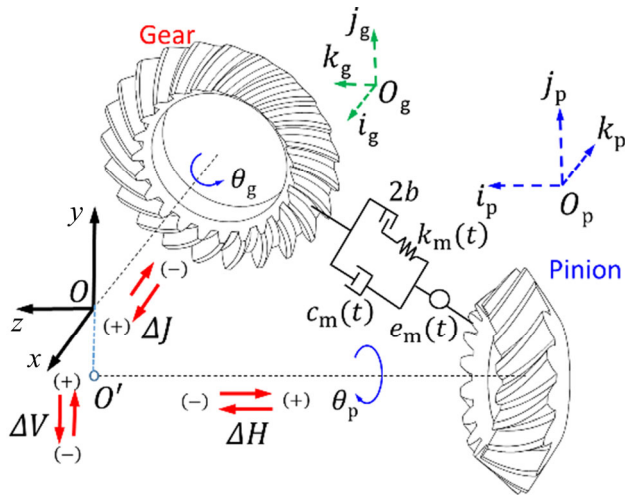 Gear
j_g
k_g
O_g
i_g
j_p
k_p
i_p
O_p
θ_g
2b
k_m(t)
Pinion
y
O
z
x
(−)
(+)
ΔJ
c_m(t)
e_m(t)
(+)
O′
(−)
(+)
θ_p
ΔV
ΔH
(−)